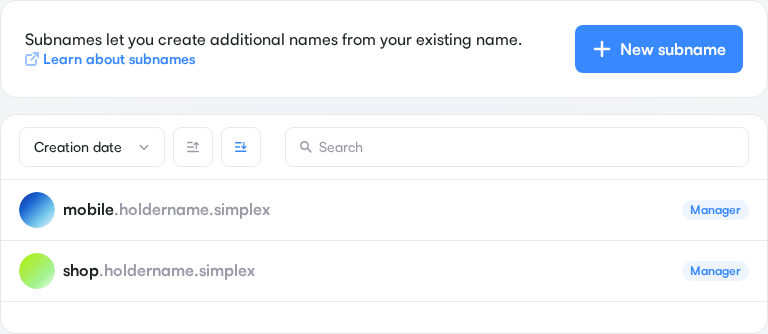 Subnames let you create additional names from your existing name.
Learn about subnames
New subname
Creation date
Search
mobile.holdername.simplex
Manager
shop.holdername.simplex
Manager